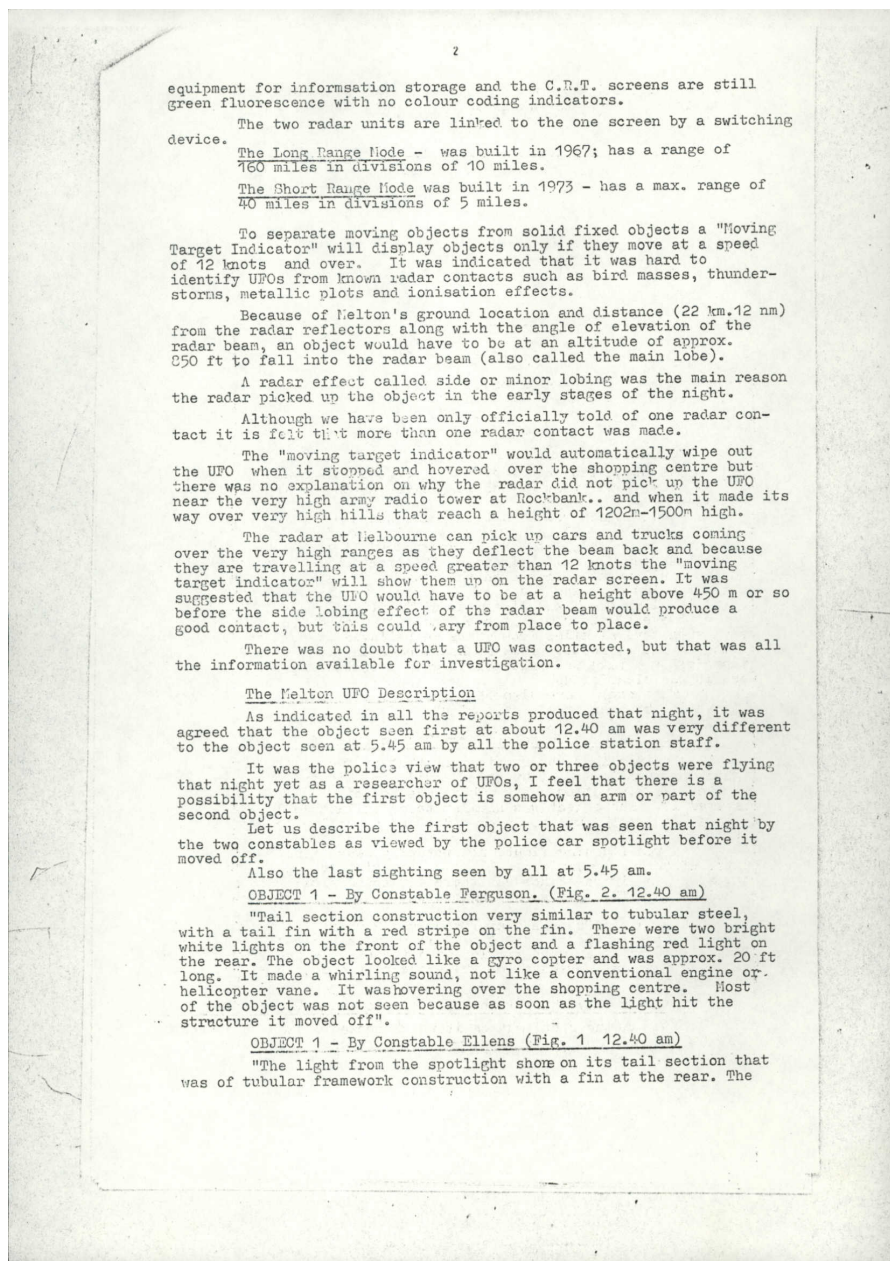 2
equipment for informsation storage and the C.R.T. screens are still
green fluorescence with no colour coding indicators.
The two radar units are linked to the one screen by a switching
device.
The Long Range Mode - was built in 1967; has a range of
160 miles in divisions of 10 miles.
The Short Range Mode was built in 1973 - has a max. range of
40 miles in divisions of 5 miles.
To separate moving objects from solid fixed objects a "Moving
Target Indicator" will display objects only if they move at a speed
of 12 knots and over. It was indicated that it was hard to
identify UFOs from known radar contacts such as bird masses, thunder-
storms, metallic plots and ionisation effects.
Because of Melton's ground location and distance (22 km.12 nm)
from the radar reflectors along with the angle of elevation of the
radar beam, an object would have to be at an altitude of approx.
850 ft to fall into the radar beam (also called the main lobe).
A radar effect called side or minor lobing was the main reason
the radar picked up the object in the early stages of the night.
Although we have been only officially told of one radar con-
tact it is felt that more than one radar contact was made.
The "moving target indicator" would automatically wipe out
the UFO when it stopped and hovered over the shopping centre but
there was no explanation on why the radar did not pick up the UFO
near the very high army radio tower at Rockbank.. and when it made its
way over very high hills that reach a height of 1202m-1500m high.
The radar at Melbourne can pick up cars and trucks coming
over the very high ranges as they deflect the beam back and because
they are travelling at a speed greater than 12 knots the "moving
target indicator" will show them up on the radar screen. It was
suggested that the UFO would have to be at a height above 450 m or so
before the side lobing effect of the radar beam would produce a
good contact, but this could vary from place to place.
There was no doubt that a UFO was contacted, but that was all
the information available for investigation.
The Melton UFO Description
As indicated in all the reports produced that night, it was
agreed that the object seen first at about 12.40 am was very different
to the object seen at 5.45 am by all the police station staff.
It was the police view that two or three objects were flying
that night yet as a researcher of UFOs, I feel that there is a
possibility that the first object is somehow an arm or part of the
second object.
Let us describe the first object that was seen that night by
the two constables as viewed by the police car spotlight before it
moved off.
Also the last sighting seen by all at 5.45 am.
OBJECT 1 - By Constable Ferguson. (Fig. 2. 12.40 am)
"Tail section construction very similar to tubular steel,
with a tail fin with a red stripe on the fin. There were two bright
white lights on the front of the object and a flashing red light on
the rear. The object looked like a gyro copter and was approx. 20 ft
long. It made a whirling sound, not like a conventional engine or
helicopter vane. It washovering over the shopping centre. Most
of the object was not seen because as soon as the light hit the
structure it moved off".
OBJECT 1 - By Constable Ellens (Fig. 1 12.40 am)
"The light from the spotlight shone on its tail section that
was of tubular framework construction with a fin at the rear. The